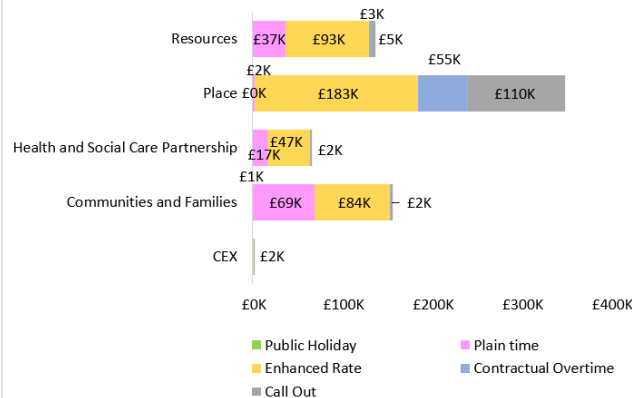 £3K
Resources £37K £93K £5K
£55K
£2K
Place £0K £183K £110K
£47K
Health and Social Care Partnership £17K £2K
£1K
Communities and Families £69K £84K £2K
CEX £2K
£0K £100K £200K £300K £400K
Public Holiday Plain time
Enhanced Rate Contractual Overtime
Call Out